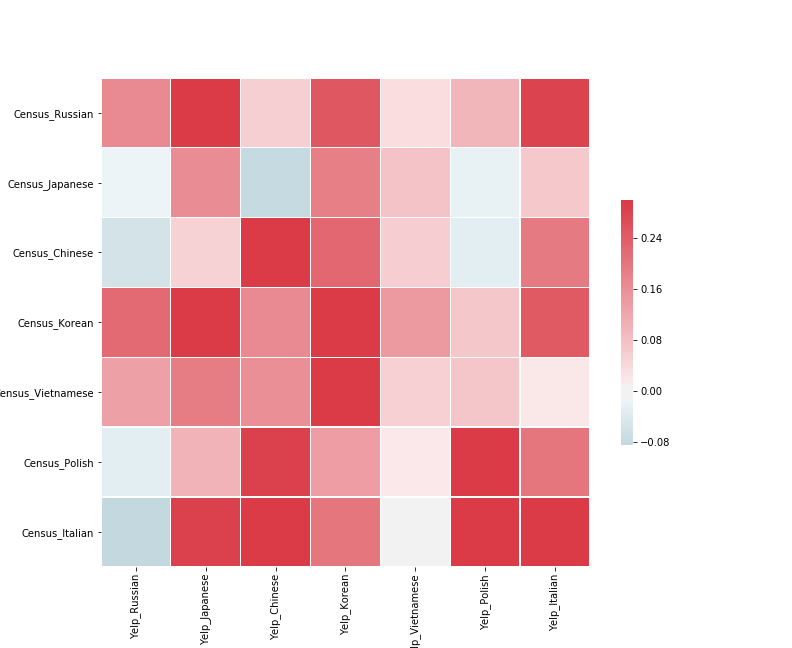 Census_Russian
Census_Japanese
Census_Chinese
Census_Korean
ensus_Vietnamese
Census_Polish
Census_Italian
Yelp_Russian
Yelp_Japanese
Yelp_Chinese
Yelp_Korean
lp_Vietnamese
Yelp_Polish
Yelp_Italian
0.24
0.16
0.08
0.00
−0.08